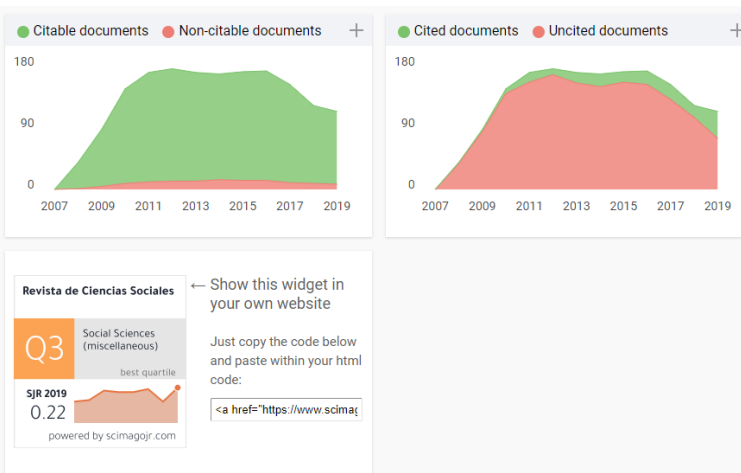 Citable documents Non-citable documents
180
90
0
2007 2009 2011 2013 2015 2017 2019
Cited documents Uncited documents
180
90
0
2007 2009 2011 2013 2015 2017 2019
Revista de Ciencias Sociales
Q3
Social Sciences
(miscellaneous)
best quartile
SJR 2019
0.22
powered by scimagojr.com
← Show this widget in
your own website
Just copy the code below
and paste within your html
code:
<a href="https://www.scimag